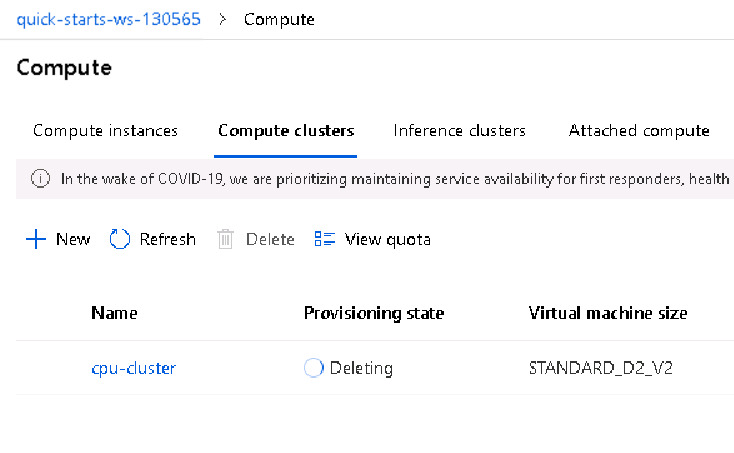 quick-starts-ws-130565 > Compute
Compute
Compute instances Compute clusters Inference clusters Attached compute
In the wake of COVID-19, we are prioritizing maintaining service availability for first responders, health
New Refresh Delete View quota
Name Provisioning state Virtual machine size
cpu-cluster Deleting STANDARD_D2_V2